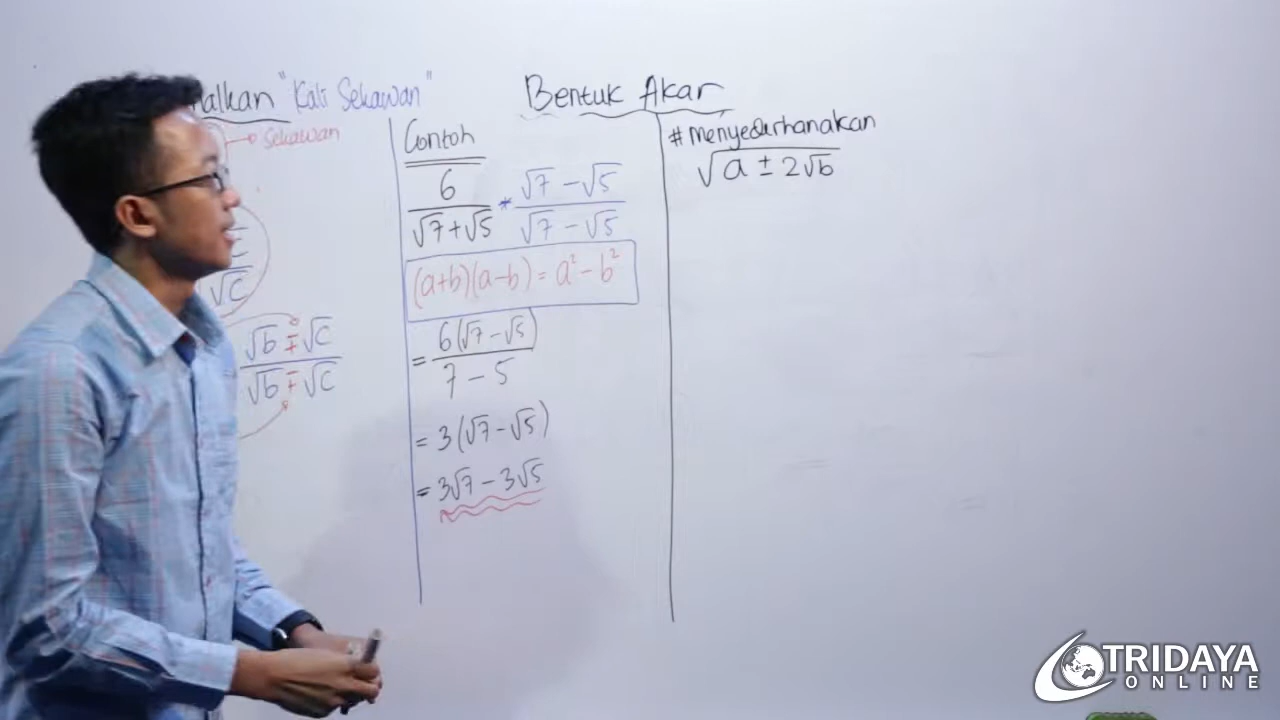 Bentuk Akar
"Kali Sekawan"
Sekawan
√C
√b ∓ √C
√b ∓ √C
Contoh
6 / (√7+√5) * (√7 − √5) / (√7 − √5)
(a+b)(a−b) = a² − b²
= 6(√7 − √5) / (7 − 5)
= 3(√7 − √5)
= 3√7 − 3√5
# Menyederhanakan
√(a ± 2√b)
TRIDAYA
ONLINE